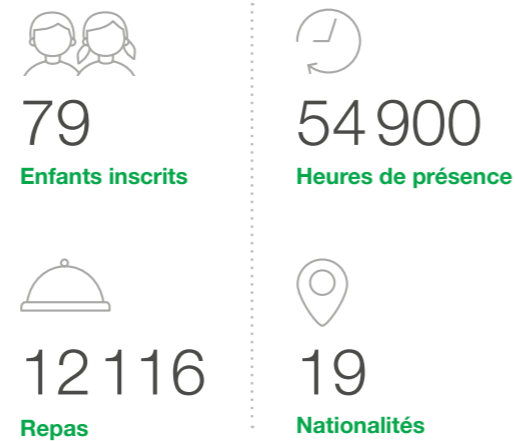 79
Enfants inscrits
54 900
Heures de présence
12 116
Repas
19
Nationalités